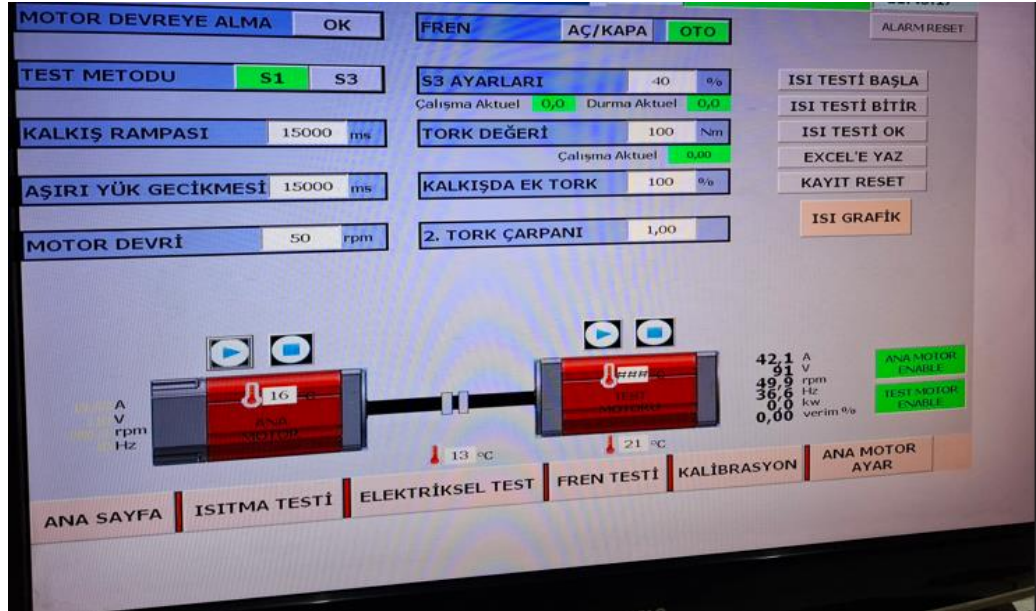 MOTOR DEVREYE ALMA OK
FREN AÇ/KAPA OTO
ALARM RESET
TEST METODU S1 S3
S3 AYARLARI 40 %
Çalışma Aktuel 0,0 Durma Aktuel 0,0
KALKIŞ RAMPASI 15000 ms
TORK DEĞERİ 100 Nm
Çalışma Aktuel 0,00
AŞIRI YÜK GECİKMESİ 15000 ms
KALKIŞDA EK TORK 100 %
MOTOR DEVRİ 50 rpm
2. TORK ÇARPANI 1,00
ISI TESTİ BAŞLA
ISI TESTİ BİTİR
ISI TESTİ OK
EXCEL'E YAZ
KAYIT RESET
ISI GRAFİK
A
V
rpm
Hz
16
ANA
MOTOR
###
TEST
MOTORU
13 °C
21 °C
42,1 A
91 V
49,9 rpm
36,6 Hz
0,0 kw
0,00 verim %
ANA MOTOR
ENABLE
TEST MOTOR
ENABLE
ANA SAYFA
ISITMA TESTİ
ELEKTRİKSEL TEST
FREN TESTİ
KALİBRASYON
ANA MOTOR
AYAR